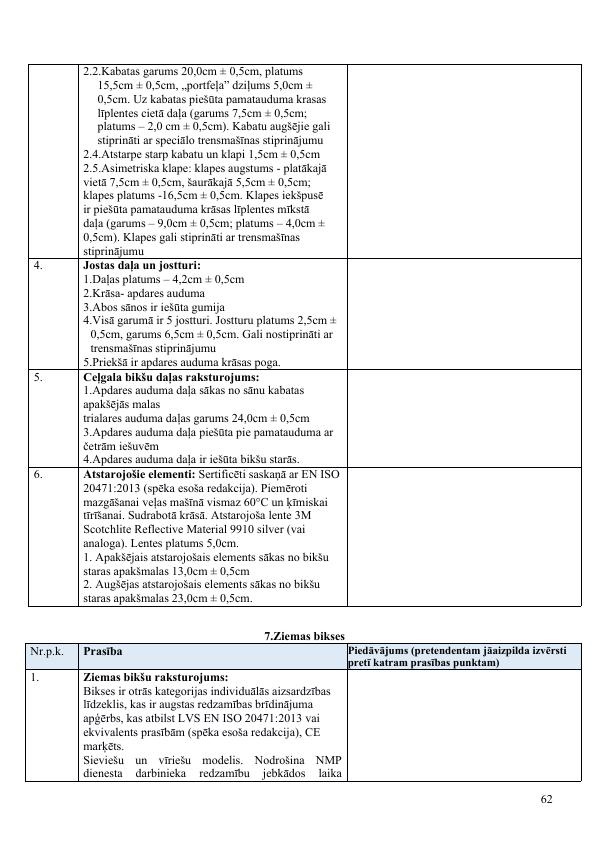 2.2.Kabatas garums 20,0cm ± 0,5cm, platums
15,5cm ± 0,5cm, „portfeļa” dziļums 5,0cm ±
0,5cm. Uz kabatas piešūta pamatauduma krasas
līplentes cietā daļa (garums 7,5cm ± 0,5cm;
platums – 2,0 cm ± 0,5cm). Kabatu augšējie gali
stiprināti ar speciālo trensmašīnas stiprinājumu
2.4.Atstarpe starp kabatu un klapi 1,5cm ± 0,5cm
2.5.Asimetriska klape: klapes augstums - platākajā
vietā 7,5cm ± 0,5cm, šaurākajā 5,5cm ± 0,5cm;
klapes platums -16,5cm ± 0,5cm. Klapes iekšpusē
ir piešūta pamatauduma krāsas līplentes mīkstā
daļa (garums – 9,0cm ± 0,5cm; platums – 4,0cm ±
0,5cm). Klapes gali stiprināti ar trensmašīnas
stiprinājumu
4. Jostas daļa un jostturi:
1.Daļas platums – 4,2cm ± 0,5cm
2.Krāsa- apdares auduma
3.Abos sānos ir iešūta gumija
4.Visā garumā ir 5 jostturi. Jostturu platums 2,5cm ±
0,5cm, garums 6,5cm ± 0,5cm. Gali nostiprināti ar
trensmašīnas stiprinājumu
5.Priekšā ir apdares auduma krāsas poga.
5. Ceļgala bikšu daļas raksturojums:
1.Apdares auduma daļa sākas no sānu kabatas
apakšējās malas
trialares auduma daļas garums 24,0cm ± 0,5cm
3.Apdares auduma daļa piešūta pie pamatauduma ar
četrām iešuvēm
4.Apdares auduma daļa ir iešūta bikšu starās.
6. Atstarojošie elementi: Sertificēti saskaņā ar EN ISO
20471:2013 (spēka esoša redakcija). Piemēroti
mazgāšanai veļas mašīnā vismaz 60°C un ķīmiskai
tīrīšanai. Sudrabotā krāsā. Atstarojoša lente 3M
Scotchlite Reflective Material 9910 silver (vai
analoga). Lentes platums 5,0cm.
1. Apakšējais atstarojošais elements sākas no bikšu
staras apakšmalas 13,0cm ± 0,5cm
2. Augšējas atstarojošais elements sākas no bikšu
staras apakšmalas 23,0cm ± 0,5cm.
7.Ziemas bikses
Nr.p.k. Prasība Piedāvājums (pretendentam jāaizpilda izvērsti
pretī katram prasības punktam)
1. Ziemas bikšu raksturojums:
Bikses ir otrās kategorijas individuālās aizsardzības
līdzeklis, kas ir augstas redzamības brīdinājuma
apģērbs, kas atbilst LVS EN ISO 20471:2013 vai
ekvivalents prasībām (spēka esoša redakcija), CE
marķēts.
Sieviešu un vīriešu modelis. Nodrošina NMP
dienesta darbinieka redzamību jebkādos laika
62